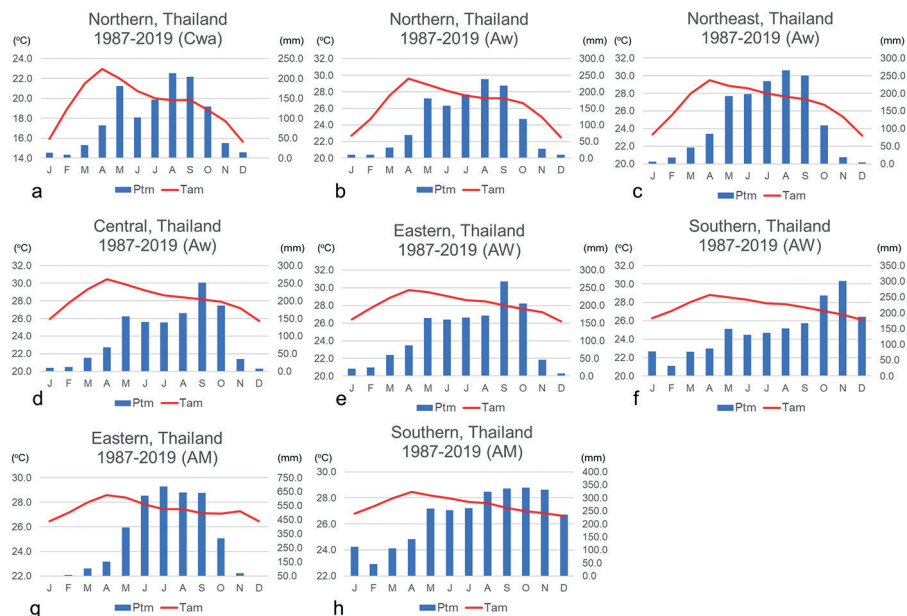 Northern, Thailand
1987-2019 (Cwa)
(ºC) (mm)
24.0 250.0
22.0 200.0
20.0 150.0
18.0 100.0
16.0 50.0
14.0 0.0
J F M A M J J A S O N D
a Ptm Tam
Northern, Thailand
1987-2019 (Aw)
(ºC) (mm)
32.0 300.0
30.0 250.0
28.0 200.0
26.0 150.0
24.0 100.0
22.0 50.0
20.0 0.0
J F M A M J J A S O N D
b Ptm Tam
Northeast, Thailand
1987-2019 (Aw)
(ºC) (mm)
32.0 300.0
30.0 250.0
28.0 200.0
26.0 150.0
24.0 100.0
22.0 50.0
20.0 0.0
J F M A M J J A S O N D
c Ptm Tam
Central, Thailand
1987-2019 (Aw)
(ºC) (mm)
32.0 300.0
30.0 250.0
28.0 200.0
26.0 150.0
24.0 100.0
22.0 50.0
20.0 0.0
J F M A M J J A S O N D
d Ptm Tam
Eastern, Thailand
1987-2019 (AW)
(ºC) (mm)
32.0 300.0
30.0 250.0
28.0 200.0
26.0 150.0
24.0 100.0
22.0 50.0
20.0 0.0
J F M A M J J A S O N D
e Ptm Tam
Southern, Thailand
1987-2019 (AW)
(ºC) (mm)
32.0 350.0
30.0 300.0
28.0 250.0
26.0 200.0
24.0 150.0
22.0 100.0
20.0 50.0
0.0
J F M A M J J A S O N D
f Ptm Tam
Eastern, Thailand
1987-2019 (AM)
(ºC) (mm)
30.0 750.0
28.0 650.0
26.0 550.0
24.0 450.0
22.0 350.0
250.0
150.0
50.0
J F M A M J J A S O N D
g Ptm Tam
Southern, Thailand
1987-2019 (AM)
(ºC) (mm)
30.0 400.0
28.0 350.0
26.0 300.0
24.0 250.0
22.0 200.0
150.0
100.0
50.0
0.0
J F M A M J J A S O N D
h Ptm Tam